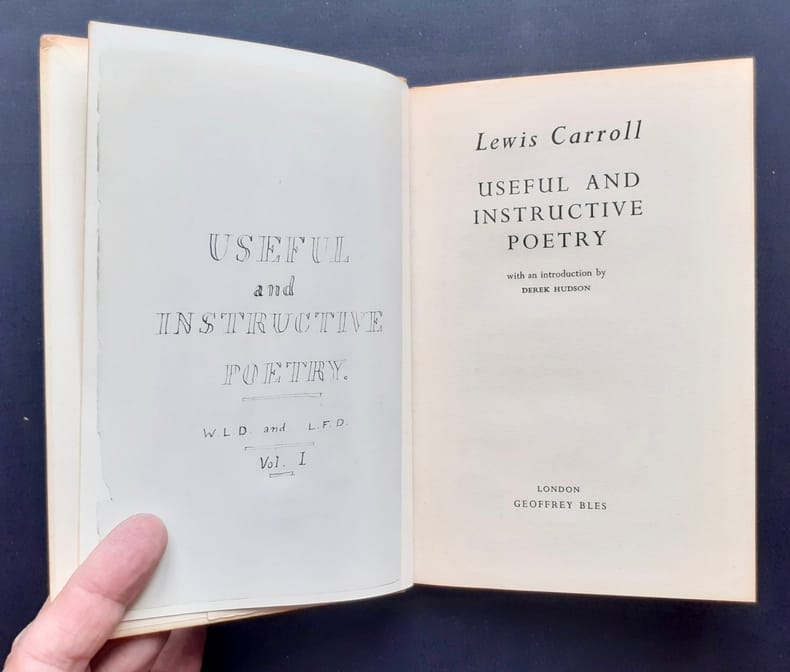 USEFUL
and
INSTRUCTIVE
POETRY.
W. L. D. and L. F. D.
Vol. I
Lewis Carroll
USEFUL AND
INSTRUCTIVE
POETRY
with an introduction by
DEREK HUDSON
LONDON
GEOFFREY BLES